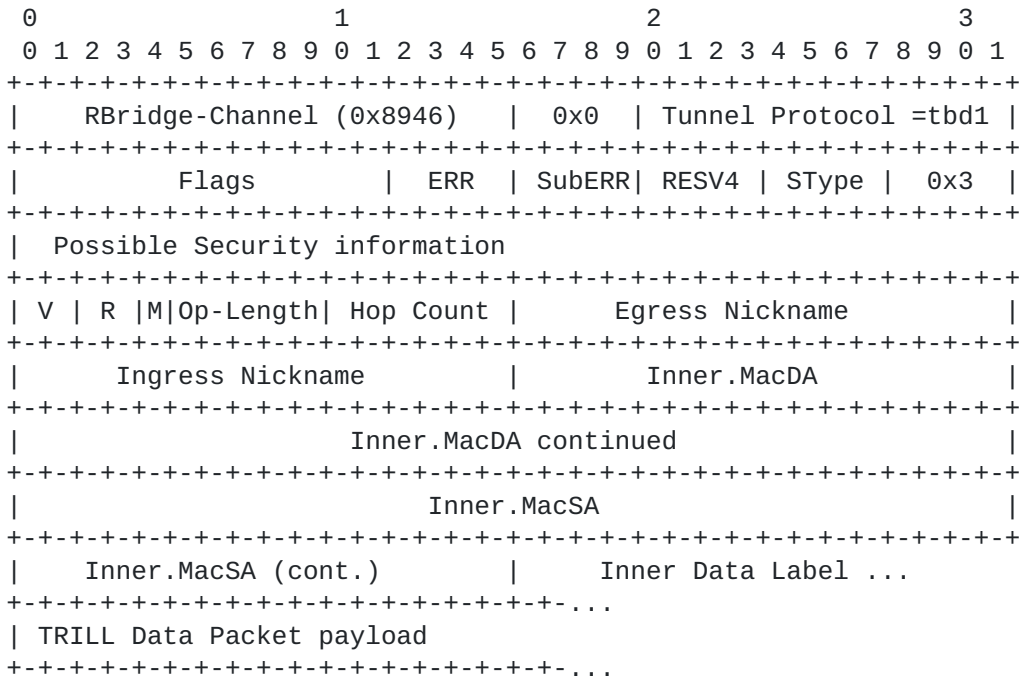 0                   1                   2                   3
 0 1 2 3 4 5 6 7 8 9 0 1 2 3 4 5 6 7 8 9 0 1 2 3 4 5 6 7 8 9 0 1
+-+-+-+-+-+-+-+-+-+-+-+-+-+-+-+-+-+-+-+-+-+-+-+-+-+-+-+-+-+-+-+-+
|    RBridge-Channel (0x8946)   |  0x0  | Tunnel Protocol =tbd1 |
+-+-+-+-+-+-+-+-+-+-+-+-+-+-+-+-+-+-+-+-+-+-+-+-+-+-+-+-+-+-+-+-+
|          Flags        |  ERR  | SubERR| RESV4 | SType |  0x3  |
+-+-+-+-+-+-+-+-+-+-+-+-+-+-+-+-+-+-+-+-+-+-+-+-+-+-+-+-+-+-+-+-+
|  Possible Security information
+-+-+-+-+-+-+-+-+-+-+-+-+-+-+-+-+-+-+-+-+-+-+-+-+-+-+-+-+-+-+-+-+
| V | R |M|Op-Length| Hop Count |      Egress Nickname          |
+-+-+-+-+-+-+-+-+-+-+-+-+-+-+-+-+-+-+-+-+-+-+-+-+-+-+-+-+-+-+-+-+
|      Ingress Nickname         |        Inner.MacDA            |
+-+-+-+-+-+-+-+-+-+-+-+-+-+-+-+-+-+-+-+-+-+-+-+-+-+-+-+-+-+-+-+-+
|                     Inner.MacDA continued                     |
+-+-+-+-+-+-+-+-+-+-+-+-+-+-+-+-+-+-+-+-+-+-+-+-+-+-+-+-+-+-+-+-+
|                          Inner.MacSA                          |
+-+-+-+-+-+-+-+-+-+-+-+-+-+-+-+-+-+-+-+-+-+-+-+-+-+-+-+-+-+-+-+-+
|    Inner.MacSA (cont.)        |     Inner Data Label ...
+-+-+-+-+-+-+-+-+-+-+-+-+-+-+-+-+-+-+-...
| TRILL Data Packet payload
+-+-+-+-+-+-+-+-+-+-+-+-+-+-+-+-+-+-+-...